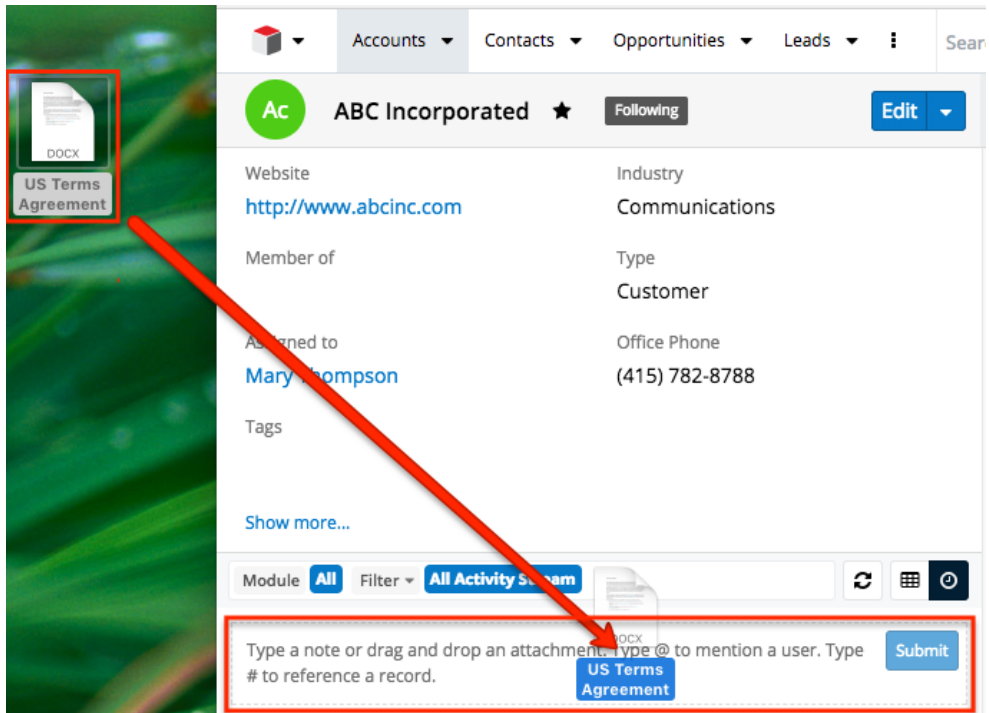 Accounts Contacts Opportunities Leads Sear
Ac ABC Incorporated Following Edit
DOCX
US Terms
Agreement
Website Industry
http://www.abcinc.com Communications
Member of Type
Customer
Assigned to Office Phone
Mary Thompson (415) 782-8788
Tags
Show more...
Module All Filter All Activity Stream
DOCX
Type a note or drag and drop an attachment. Type @ to mention a user. Type
# to reference a record.
Submit
US Terms
Agreement